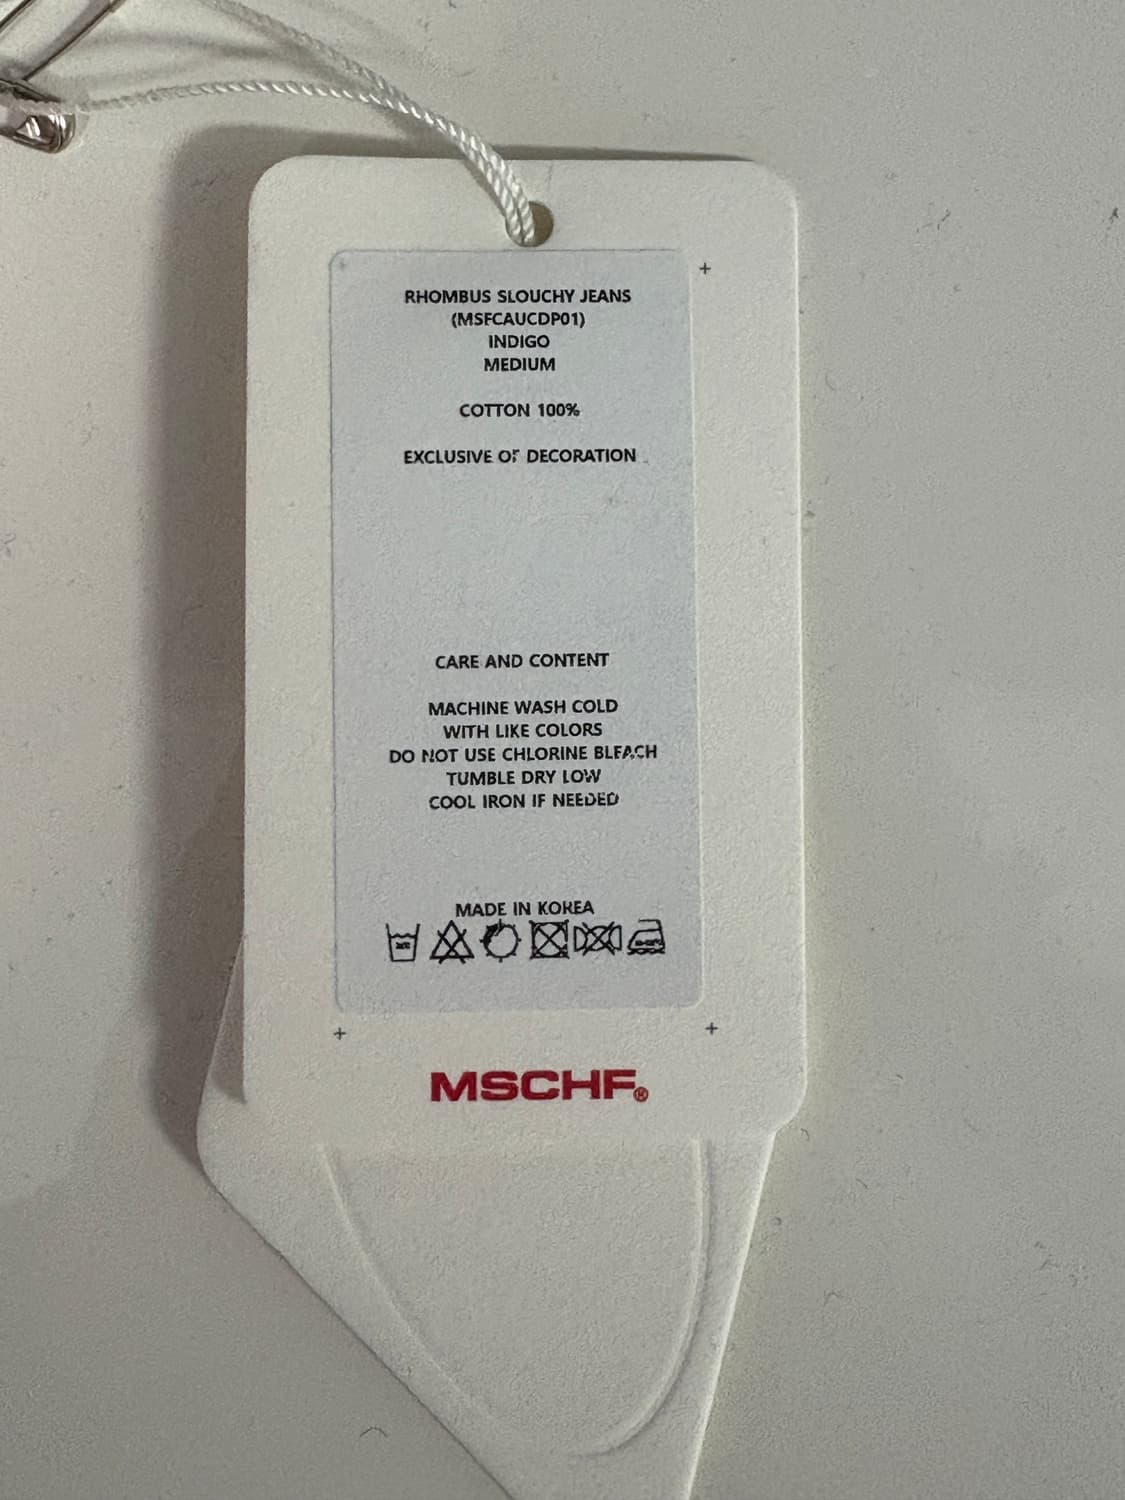 RHOMBUS SLOUCHY JEANS
(MSFCAUCDP01)
INDIGO
MEDIUM
COTTON 100%
EXCLUSIVE OF DECORATION
CARE AND CONTENT
MACHINE WASH COLD
WITH LIKE COLORS
DO NOT USE CHLORINE BLEACH
TUMBLE DRY LOW
COOL IRON IF NEEDED
MADE IN KOREA
MSCHF®